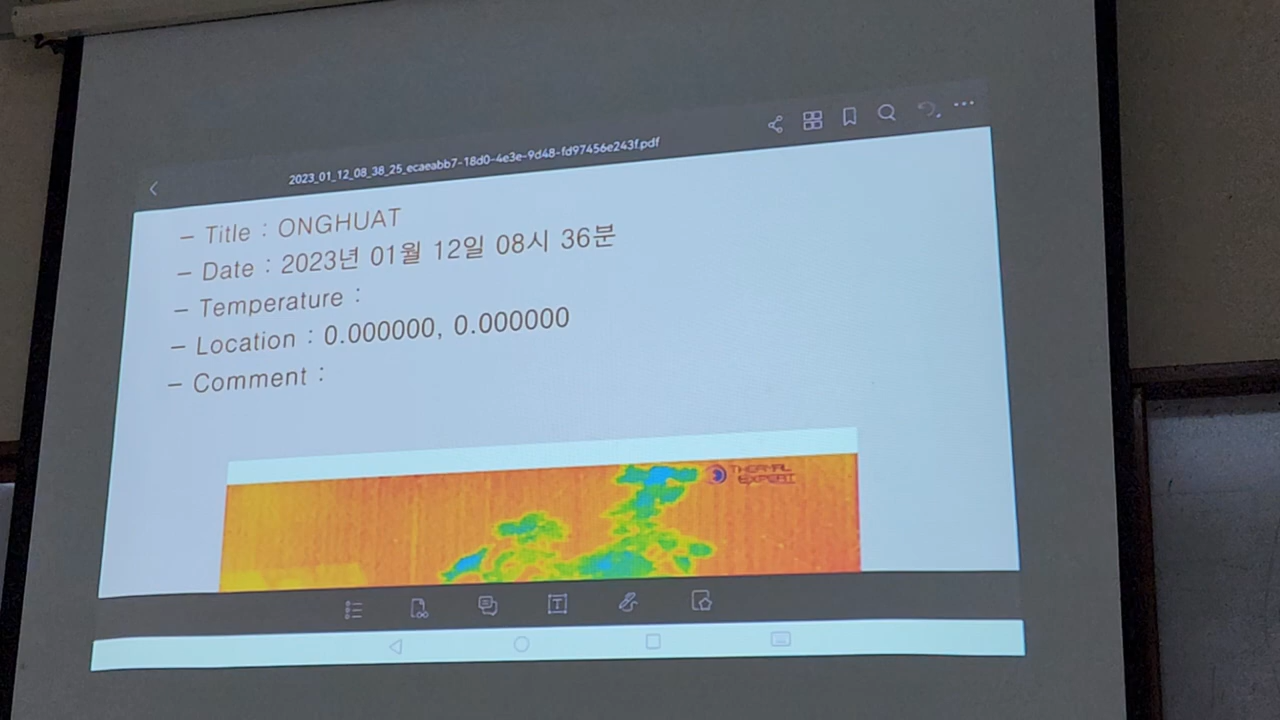 2023_01_12_08_38_25_ecaeabb7-18d0-4e3e-9d48-fd97456e243f.pdf
– Title : ONGHUAT
– Date : 2023년 01월 12일 08시 36분
– Temperature :
– Location : 0.000000, 0.000000
– Comment :
THERMAL
EXPERT